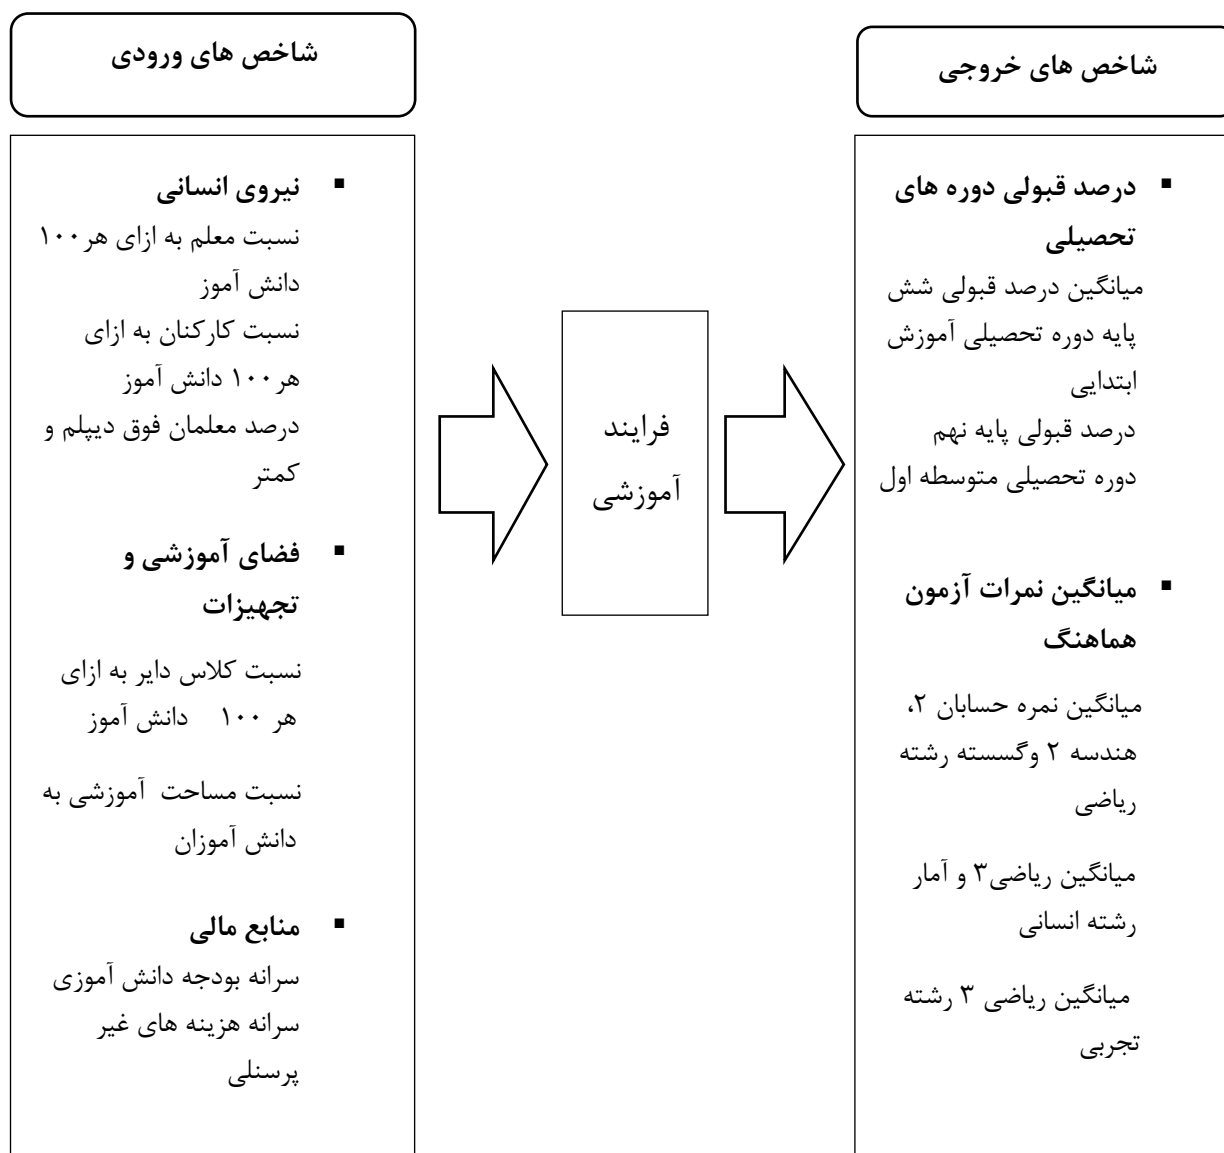 شاخص های ورودی
▪ نیروی انسانی
نسبت معلم به ازای هر۱۰۰
دانش آموز
نسبت کارکنان به ازای
هر۱۰۰ دانش آموز
درصد معلمان فوق دیپلم و
کمتر
▪ فضای آموزشی و
تجهیزات
نسبت کلاس دایر به ازای
هر ۱۰۰ دانش آموز
نسبت مساحت آموزشی به
دانش آموزان
▪ منابع مالی
سرانه بودجه دانش آموزی
سرانه هزینه های غیر
پرسنلی
فرایند
آموزشی
شاخص های خروجی
▪ درصد قبولی دوره های
تحصیلی
میانگین درصد قبولی شش
پایه دوره تحصیلی آموزش
ابتدایی
درصد قبولی پایه نهم
دوره تحصیلی متوسطه اول
▪ میانگین نمرات آزمون
هماهنگ
میانگین نمره حسابان ۲،
هندسه ۲ وگسسته رشته
ریاضی
میانگین ریاضی۳ و آمار
رشته انسانی
میانگین ریاضی ۳ رشته
تجربی